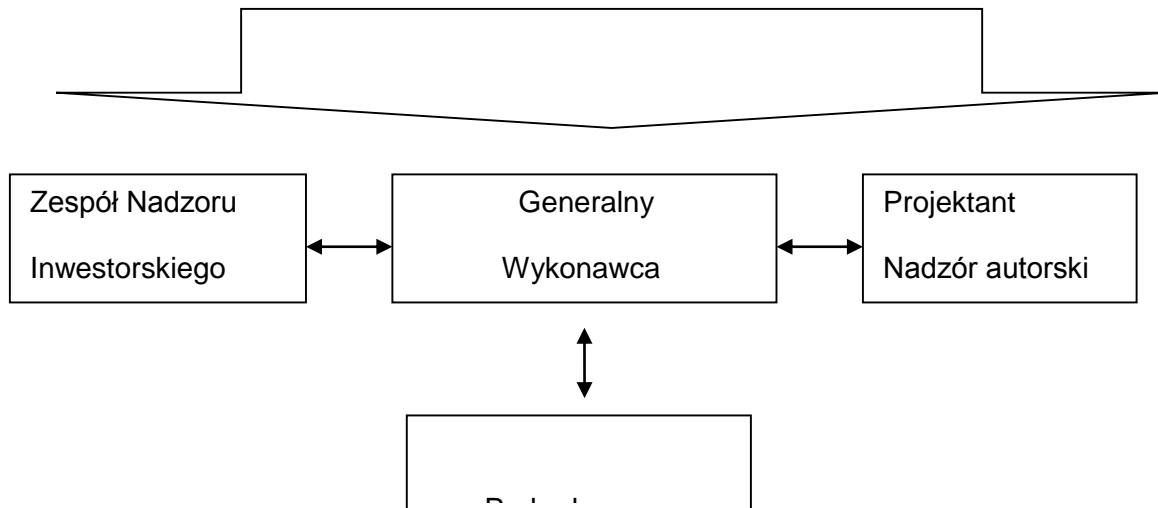 Zespół Nadzoru
Inwestorskiego
Generalny
Wykonawca
Projektant
Nadzór autorski